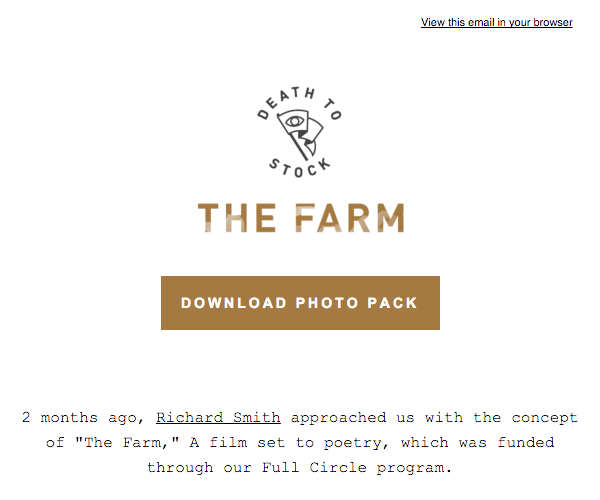 View this email in your browser
DEATH TO
STOCK
THE FARM
DOWNLOAD PHOTO PACK
2 months ago, Richard Smith approached us with the concept
of "The Farm," A film set to poetry, which was funded
through our Full Circle program.